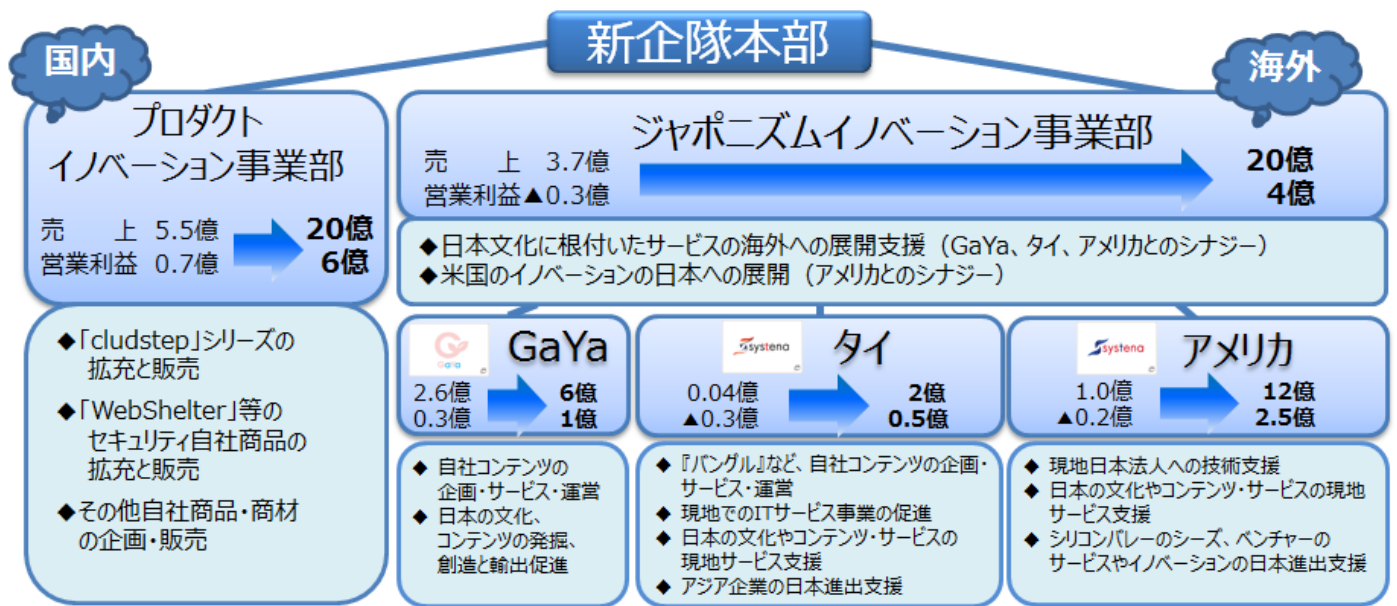 新企隊本部
国内
海外
プロダクト
イノベーション事業部
売　　上 5.5億 20億
営業利益 0.7億 6億
◆「cludstep」シリーズの
拡充と販売
◆「WebShelter」等の
セキュリティ自社商品の
拡充と販売
◆その他自社商品・商材
の企画・販売
ジャポニズムイノベーション事業部
売　　上 3.7億 20億
営業利益▲0.3億 4億
◆日本文化に根付いたサービスの海外への展開支援（GaYa、タイ、アメリカとのシナジー）
◆米国のイノベーションの日本への展開（アメリカとのシナジー）
GaYa
2.6億 6億
0.3億 1億
◆ 自社コンテンツの
企画・サービス・運営
◆ 日本の文化、
コンテンツの発掘、
創造と輸出促進
systena タイ
0.04億 2億
▲0.3億 0.5億
◆ 『バングル』など、自社コンテンツの企画・
サービス・運営
◆ 現地でのITサービス事業の促進
◆ 日本の文化やコンテンツ・サービスの
現地サービス支援
◆ アジア企業の日本進出支援
systena アメリカ
1.0億 12億
▲0.2億 2.5億
◆ 現地日本法人への技術支援
◆ 日本の文化やコンテンツ・サービスの現地
サービス支援
◆ シリコンバレーのシーズ、ベンチャーの
サービスやイノベーションの日本進出支援